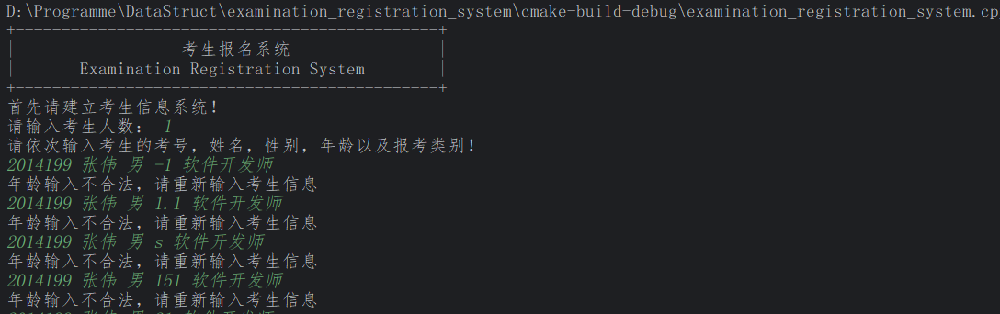 D:\Programme\DataStruct\examination_registration_system\cmake-build-debug\examination_registration_system.cp
+----------------------------------------------+
|                  考生报名系统                |
|       Examination Registration System        |
+----------------------------------------------+
首先请建立考生信息系统!
请输入考生人数: 1
请依次输入考生的考号,姓名,性别,年龄以及报考类别!
2014199 张伟 男 -1 软件开发师
年龄输入不合法,请重新输入考生信息
2014199 张伟 男 1.1 软件开发师
年龄输入不合法,请重新输入考生信息
2014199 张伟 男 s 软件开发师
年龄输入不合法,请重新输入考生信息
2014199 张伟 男 151 软件开发师
年龄输入不合法,请重新输入考生信息